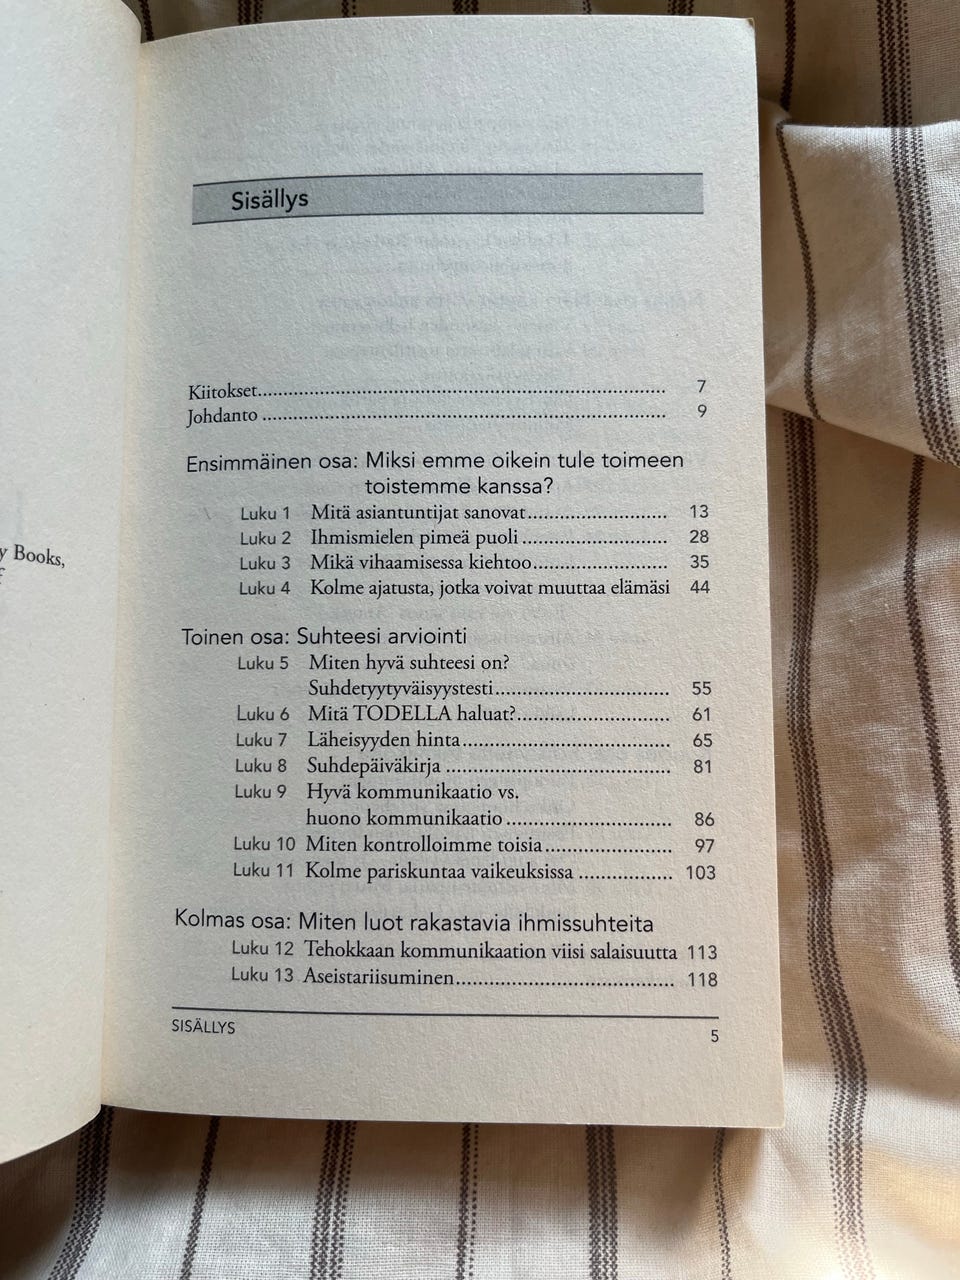 y Books,
Sisällys
Kiitokset.................................................................... 7
Johdanto .................................................................... 9
Ensimmäinen osa: Miksi emme oikein tule toimeen
toistemme kanssa?
Luku 1 Mitä asiantuntijat sanovat......................... 13
Luku 2 Ihmismielen pimeä puoli .......................... 28
Luku 3 Mikä vihaamisessa kiehtoo........................ 35
Luku 4 Kolme ajatusta, jotka voivat muuttaa elämäsi 44
Toinen osa: Suhteesi arviointi
Luku 5 Miten hyvä suhteesi on?
Suhdetyytyväisyystesti............................... 55
Luku 6 Mitä TODELLA haluat?........................... 61
Luku 7 Läheisyyden hinta..................................... 65
Luku 8 Suhdepäiväkirja ........................................ 81
Luku 9 Hyvä kommunikaatio vs.
huono kommunikaatio ............................. 86
Luku 10 Miten kontrolloimme toisia...................... 97
Luku 11 Kolme pariskuntaa vaikeuksissa ................. 103
Kolmas osa: Miten luot rakastavia ihmissuhteita
Luku 12 Tehokkaan kommunikaation viisi salaisuutta 113
Luku 13 Aseistariisuminen...................................... 118
SISÄLLYS 5